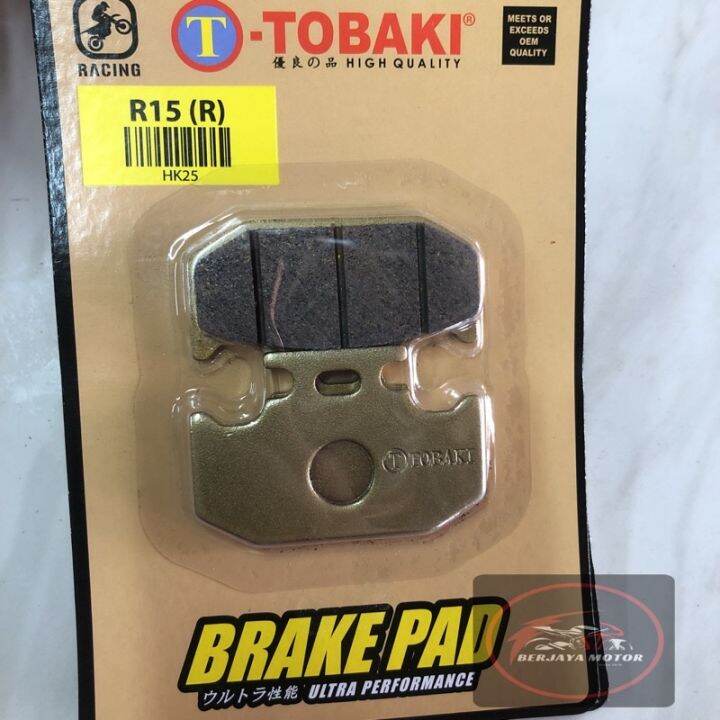 RACING
T-TOBAKI®
優良の品 HIGH QUALITY
MEETS OR
EXCEEDS
OEM
QUALITY
R15 (R)
HK25
T TOBAKI
BRAKE PAD
ウルトラ性能 ULTRA PERFORMANCE
BERJAYA MOTOR